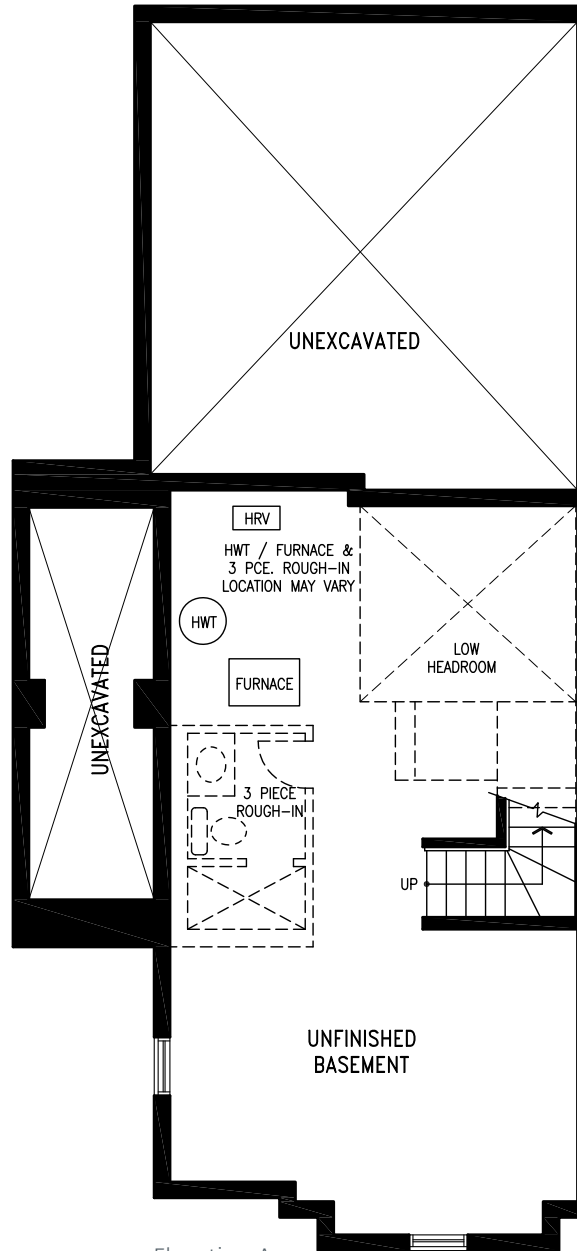 UNEXCAVATED
HRV
HWT / FURNACE &
3 PCE. ROUGH-IN
LOCATION MAY VARY
HWT
LOW
HEADROOM
FURNACE
UNEXCAVATED
3 PIECE
ROUGH-IN
UP
UNFINISHED
BASEMENT
Elevation A